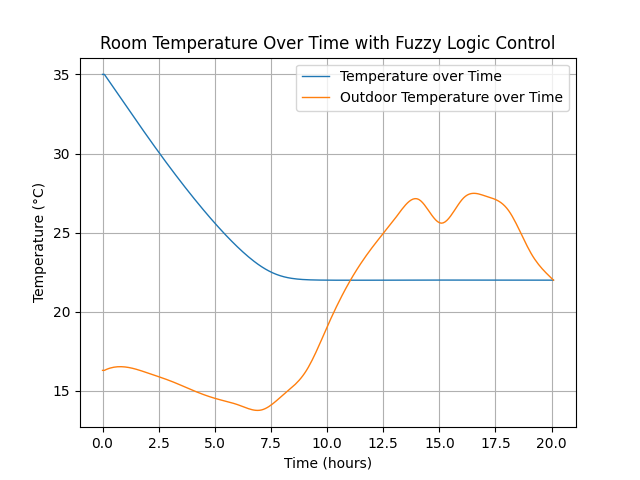 Room Temperature Over Time with Fuzzy Logic Control
Temperature over Time
Outdoor Temperature over Time
Temperature (°C)
35
30
25
20
15
0.0 2.5 5.0 7.5 10.0 12.5 15.0 17.5 20.0
Time (hours)